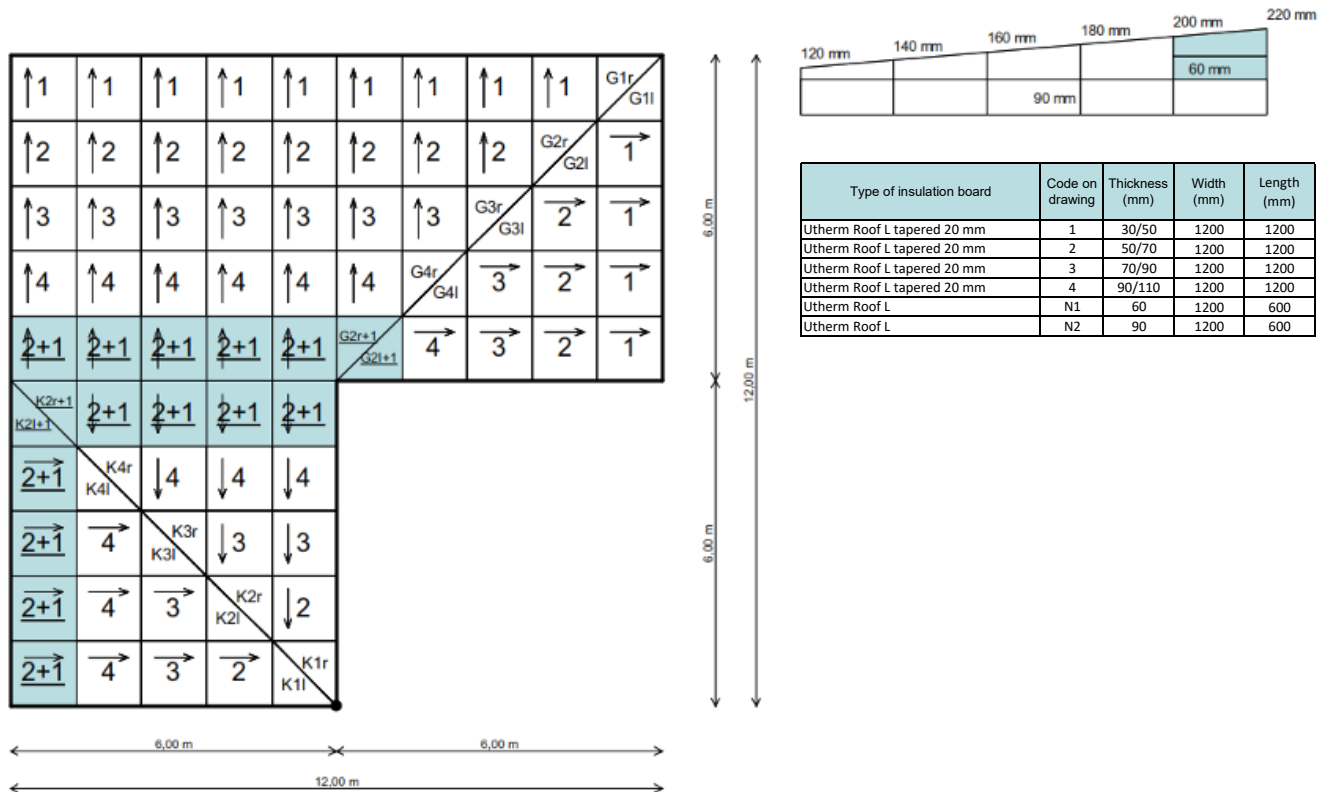 120 mm 140 mm 160 mm 180 mm 200 mm 220 mm
60 mm
90 mm
1 1 1 1 1 1 1 1 1 G1r G1l
2 2 2 2 2 2 2 2 G2r G2l 1
3 3 3 3 3 3 3 G3r G3l 2 1
4 4 4 4 4 4 G4r G4l 3 2 1
2+1 2+1 2+1 2+1 2+1 G2r+1 G2l+1 4 3 2 1
K2r+1 K2l+1 2+1 2+1 2+1 2+1
2+1 K4r K4l 4 4 4
2+1 4 K3r K3l 3 3
2+1 4 3 K2r K2l 2
2+1 4 3 2 K1r K1l
6,00 m
6,00 m
12,00 m
6,00 m 6,00 m
12,00 m
Type of insulation board Code on drawing Thickness (mm) Width (mm) Length (mm)
Utherm Roof L tapered 20 mm 1 30/50 1200 1200
Utherm Roof L tapered 20 mm 2 50/70 1200 1200
Utherm Roof L tapered 20 mm 3 70/90 1200 1200
Utherm Roof L tapered 20 mm 4 90/110 1200 1200
Utherm Roof L N1 60 1200 600
Utherm Roof L N2 90 1200 600